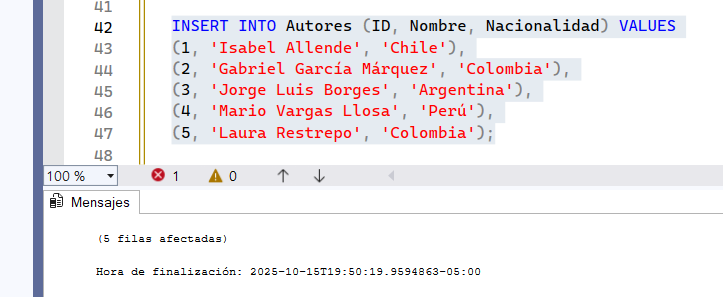 41
42 INSERT INTO Autores (ID, Nombre, Nacionalidad) VALUES
43 (1, 'Isabel Allende', 'Chile'),
44 (2, 'Gabriel García Márquez', 'Colombia'),
45 (3, 'Jorge Luis Borges', 'Argentina'),
46 (4, 'Mario Vargas Llosa', 'Perú'),
47 (5, 'Laura Restrepo', 'Colombia');
48
100 % 1 0
Mensajes
(5 filas afectadas)
Hora de finalización: 2025-10-15T19:50:19.9594863-05:00